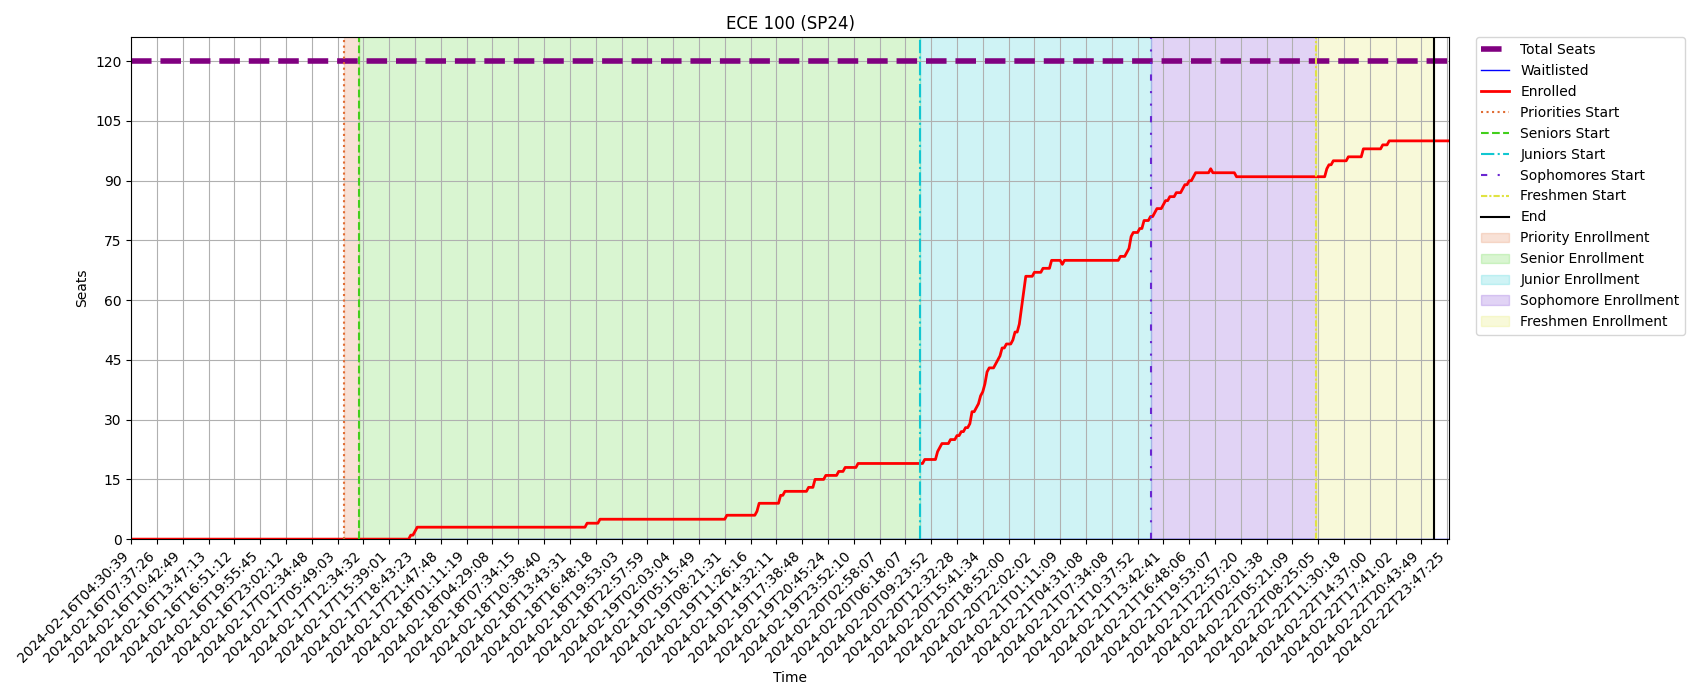 ECE 100 (SP24)
Seats
120
105
90
75
60
45
30
15
0
2024-02-16T04:30:39
2024-02-16T07:37:26
2024-02-16T10:42:49
2024-02-16T13:47:13
2024-02-16T16:51:12
2024-02-16T19:55:45
2024-02-16T23:02:12
2024-02-17T02:34:48
2024-02-17T05:49:03
2024-02-17T12:34:32
2024-02-17T15:39:01
2024-02-17T18:43:23
2024-02-17T21:47:48
2024-02-18T01:11:19
2024-02-18T04:29:08
2024-02-18T07:34:15
2024-02-18T10:38:40
2024-02-18T13:43:31
2024-02-18T16:48:18
2024-02-18T19:53:03
2024-02-18T22:57:59
2024-02-19T02:03:04
2024-02-19T05:15:49
2024-02-19T08:21:31
2024-02-19T11:26:16
2024-02-19T14:32:11
2024-02-19T17:38:48
2024-02-19T20:45:24
2024-02-19T23:52:10
2024-02-20T02:58:07
2024-02-20T06:18:07
2024-02-20T09:23:52
2024-02-20T12:32:28
2024-02-20T15:41:34
2024-02-20T18:52:00
2024-02-20T22:02:02
2024-02-21T01:11:09
2024-02-21T04:31:08
2024-02-21T07:34:08
2024-02-21T10:37:52
2024-02-21T13:42:41
2024-02-21T16:48:06
2024-02-21T19:53:07
2024-02-21T22:57:20
2024-02-22T02:01:38
2024-02-22T05:21:09
2024-02-22T08:25:05
2024-02-22T11:30:18
2024-02-22T14:37:00
2024-02-22T17:41:02
2024-02-22T20:43:49
2024-02-22T23:47:25
Time
Total Seats
Waitlisted
Enrolled
Priorities Start
Seniors Start
Juniors Start
Sophomores Start
Freshmen Start
End
Priority Enrollment
Senior Enrollment
Junior Enrollment
Sophomore Enrollment
Freshmen Enrollment